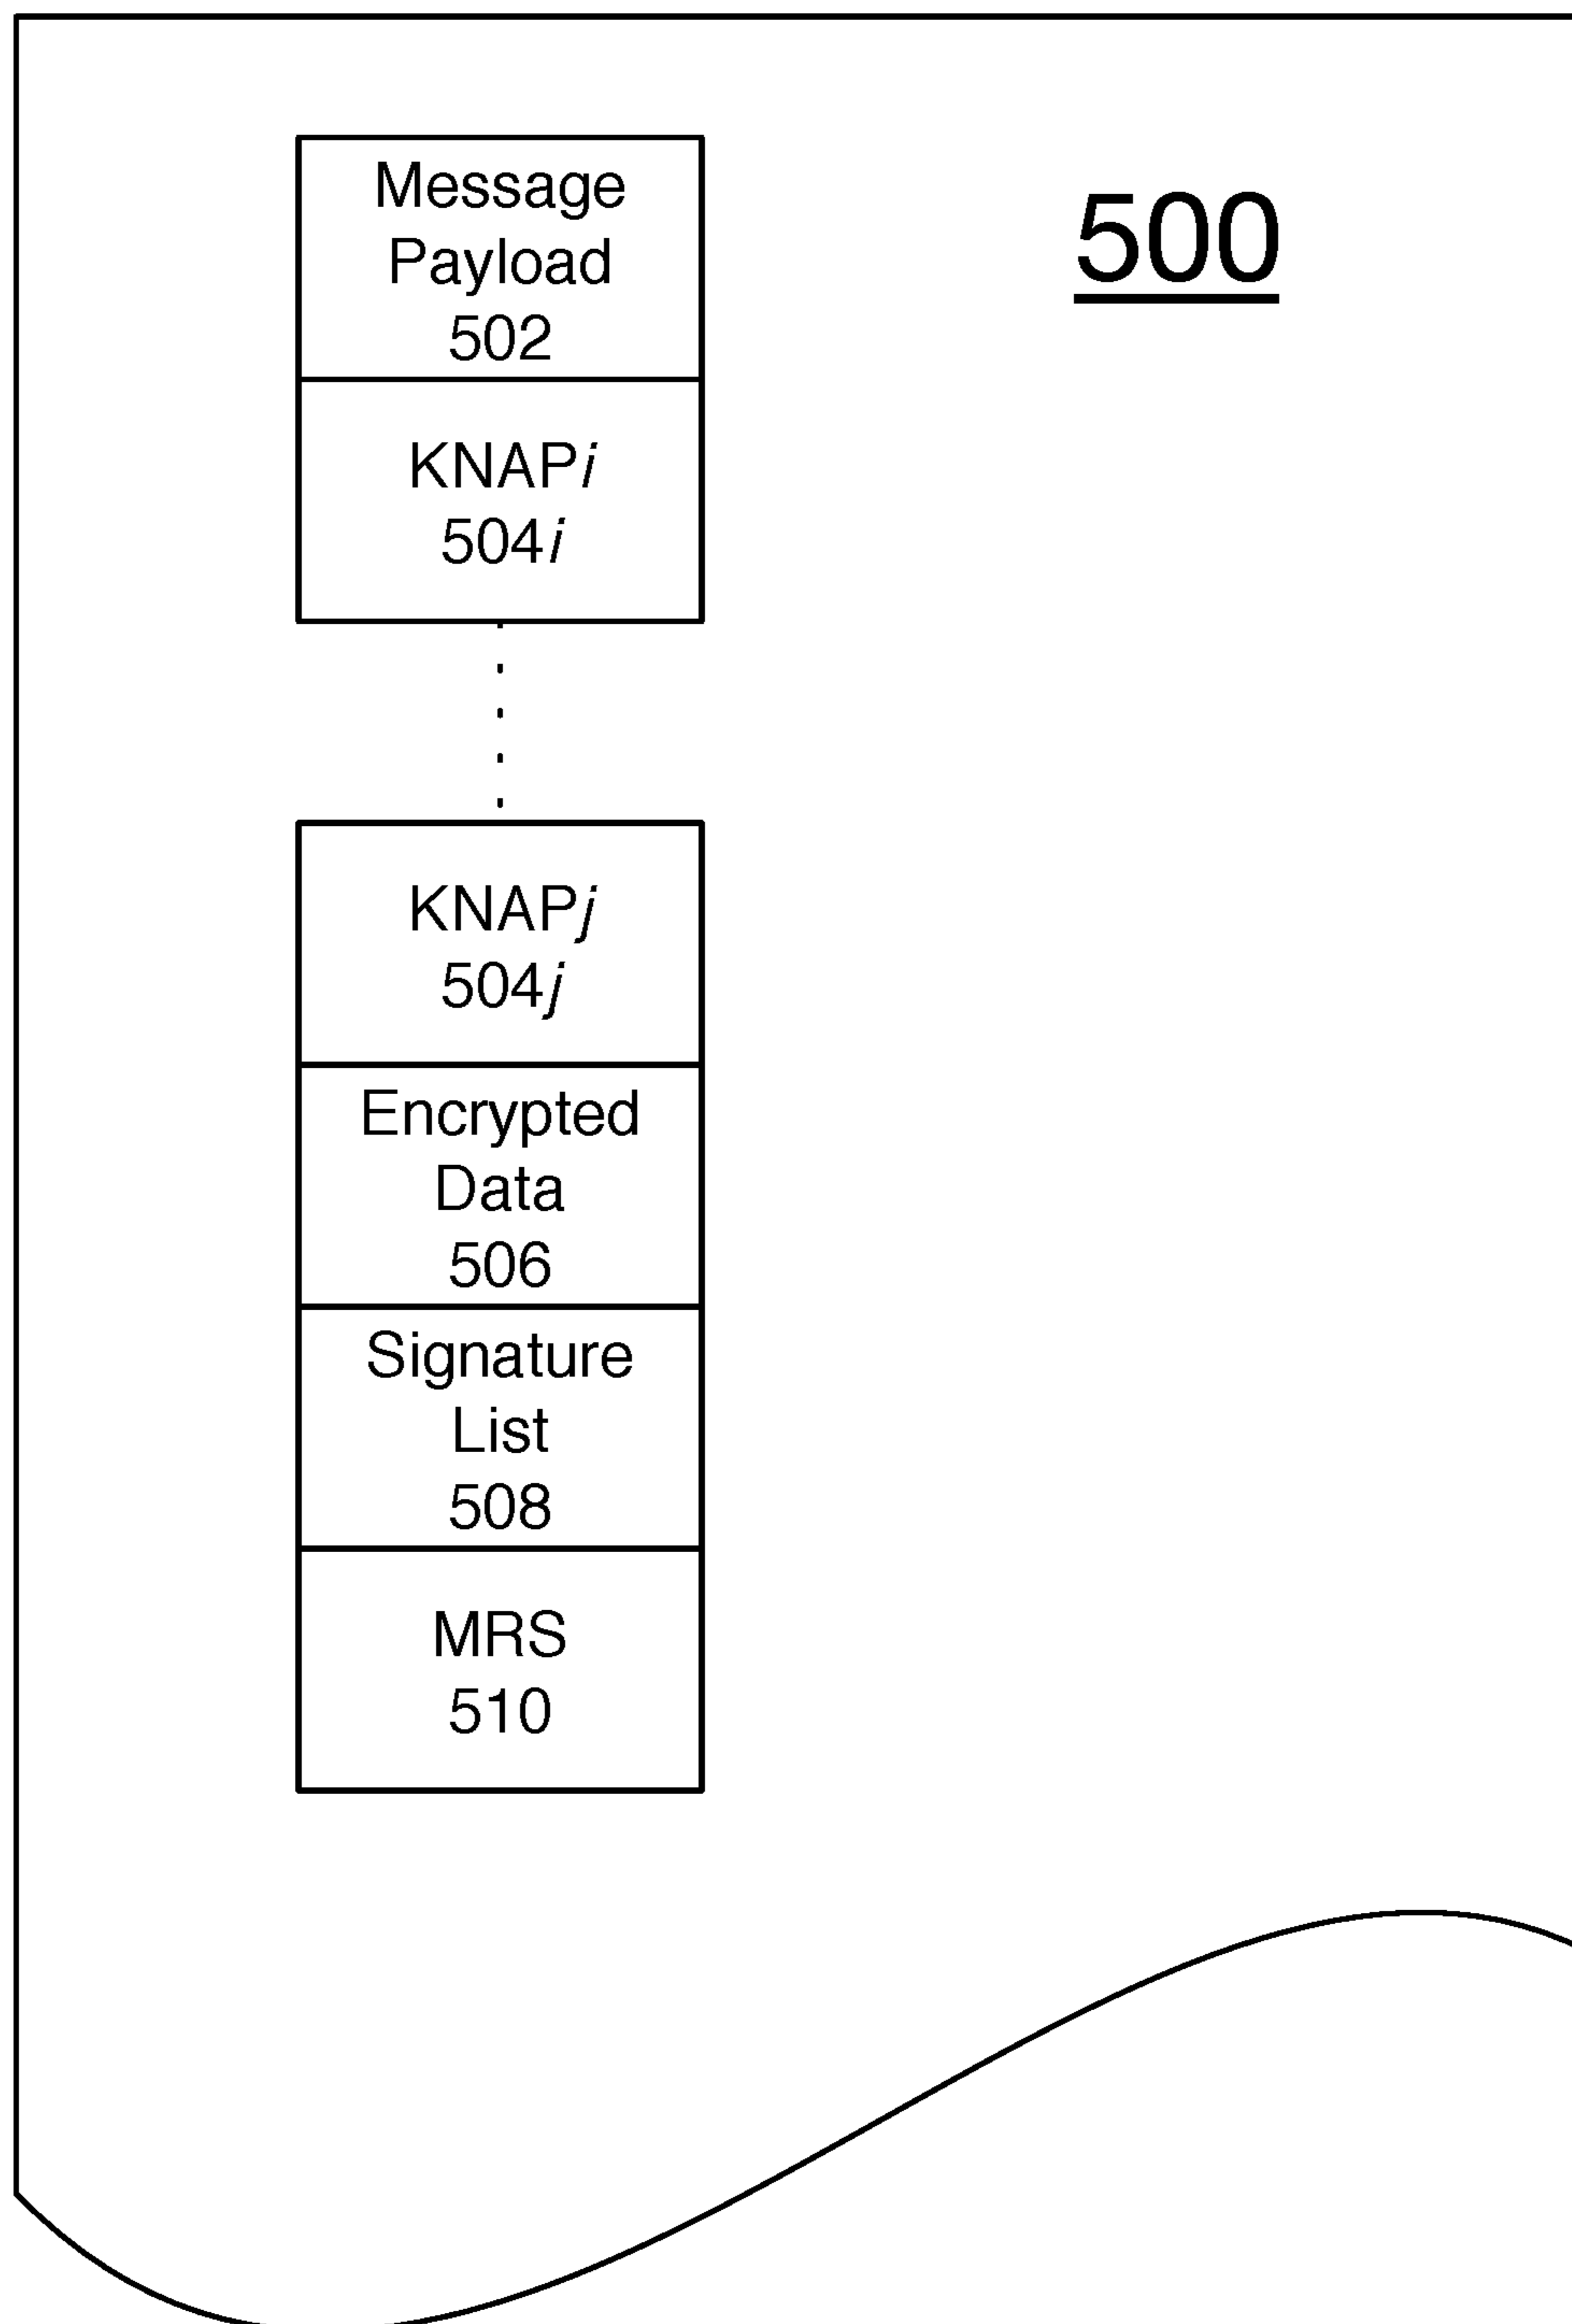 Message
Payload
502
500
KNAPi
504i
KNAPj
504j
Encrypted
Data
506
Signature
List
508
MRS
510